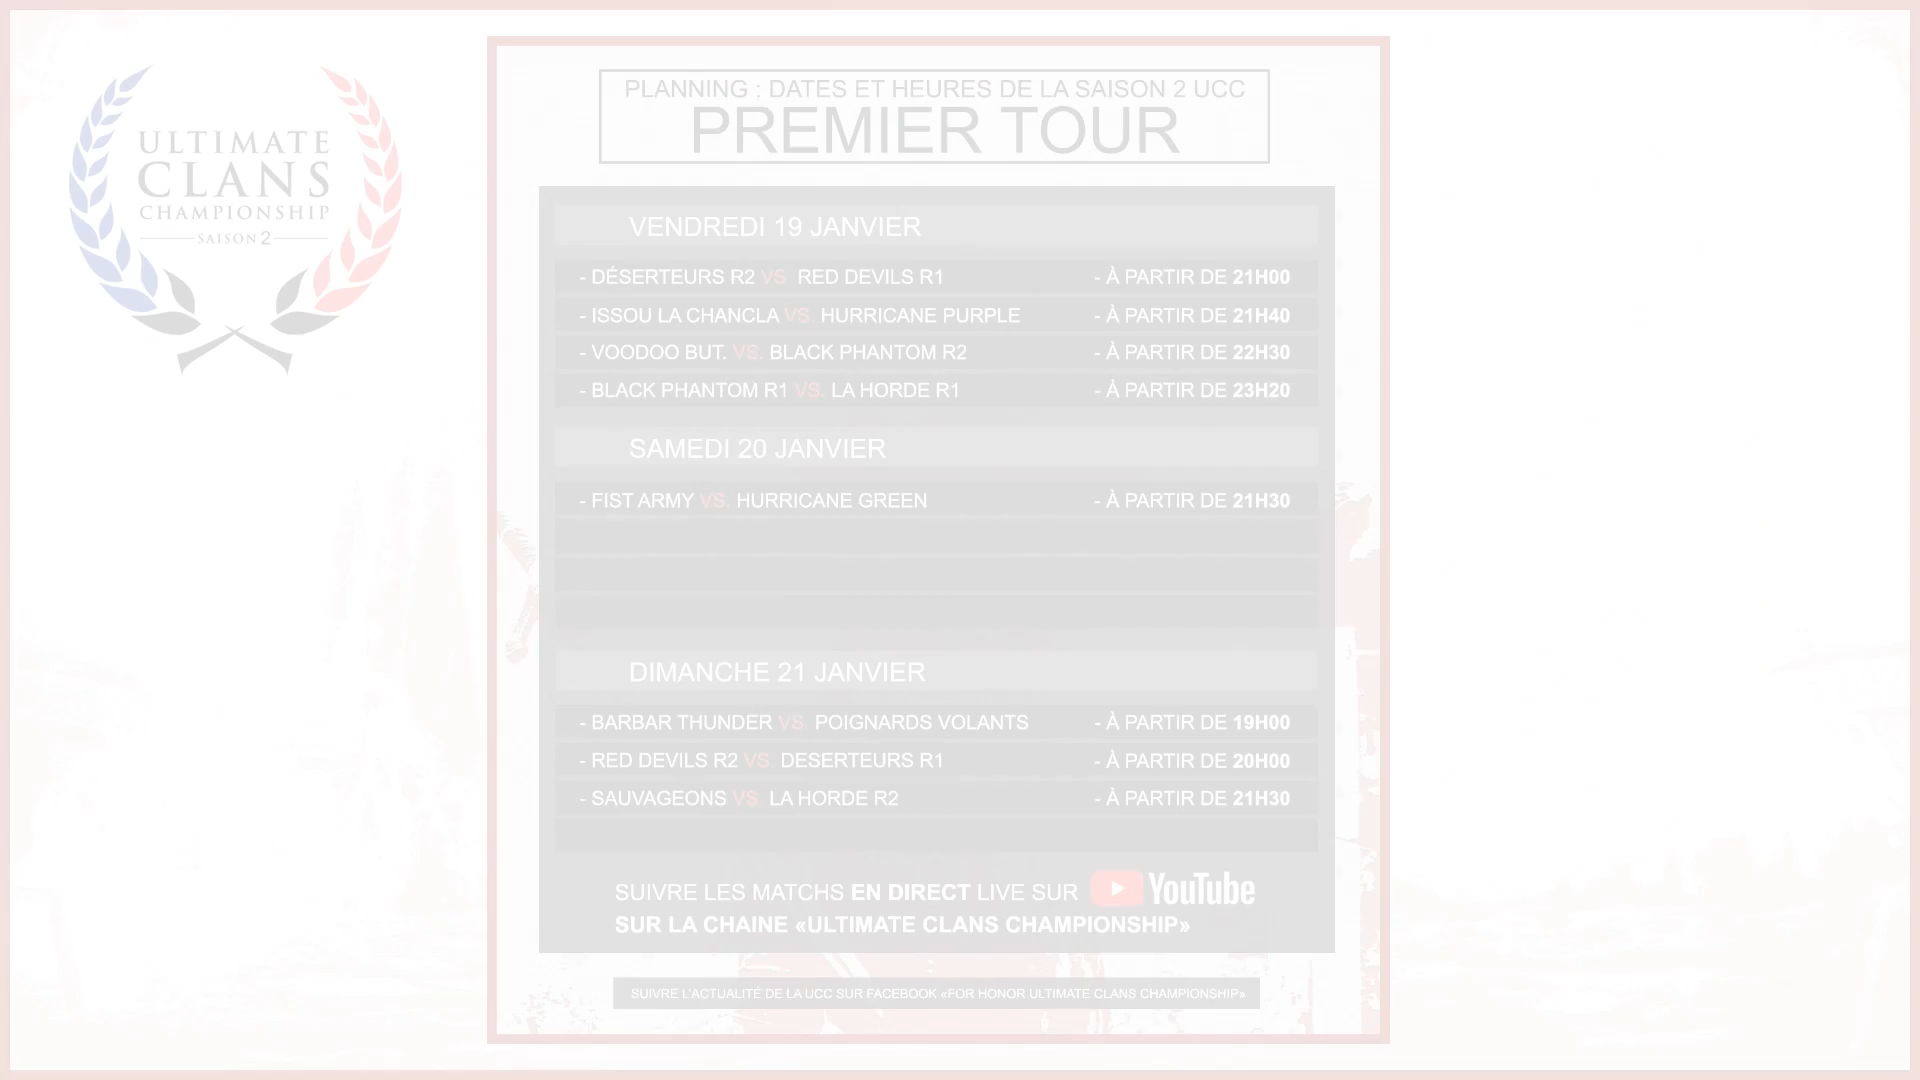 ULTIMATE
CLANS
CHAMPIONSHIP
SAISON 2
PLANNING : DATES ET HEURES DE LA SAISON 2 UCC
PREMIER TOUR
VENDREDI 19 JANVIER
- DÉSERTEURS R2 VS. RED DEVILS R1 - À PARTIR DE 21H00
- ISSOU LA CHANCLA VS. HURRICANE PURPLE - À PARTIR DE 21H40
- VOODOO BUT. VS. BLACK PHANTOM R2 - À PARTIR DE 22H30
- BLACK PHANTOM R1 VS. LA HORDE R1 - À PARTIR DE 23H20
SAMEDI 20 JANVIER
- FIST ARMY VS. HURRICANE GREEN - À PARTIR DE 21H30
DIMANCHE 21 JANVIER
- BARBAR THUNDER VS. POIGNARDS VOLANTS - À PARTIR DE 19H00
- RED DEVILS R2 VS. DESERTEURS R1 - À PARTIR DE 20H00
- SAUVAGEONS VS. LA HORDE R2 - À PARTIR DE 21H30
SUIVRE LES MATCHS EN DIRECT LIVE SUR YouTube
SUR LA CHAINE «ULTIMATE CLANS CHAMPIONSHIP»
SUIVRE L'ACTUALITÉ DE LA UCC SUR FACEBOOK «FOR HONOR ULTIMATE CLANS CHAMPIONSHIP»